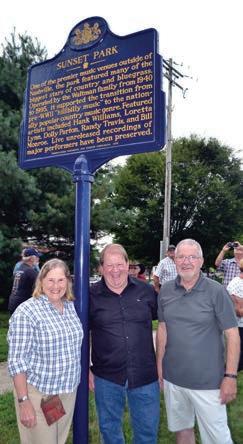 SUNSET PARK
One of the premier music venues outside of
Nashville, the park featured many of the
biggest stars of country and bluegrass.
Operated by the Waltman family from 1940
to 1995, it supported the transition from
pre-WWII "hillbilly music" to the nation-
ally popular country music genre. Featured
artists included Hank Williams, Loretta
Lynn, Dolly Parton, Randy Travis, and Bill
Monroe. Live unreleased recordings of
major performers have been preserved.